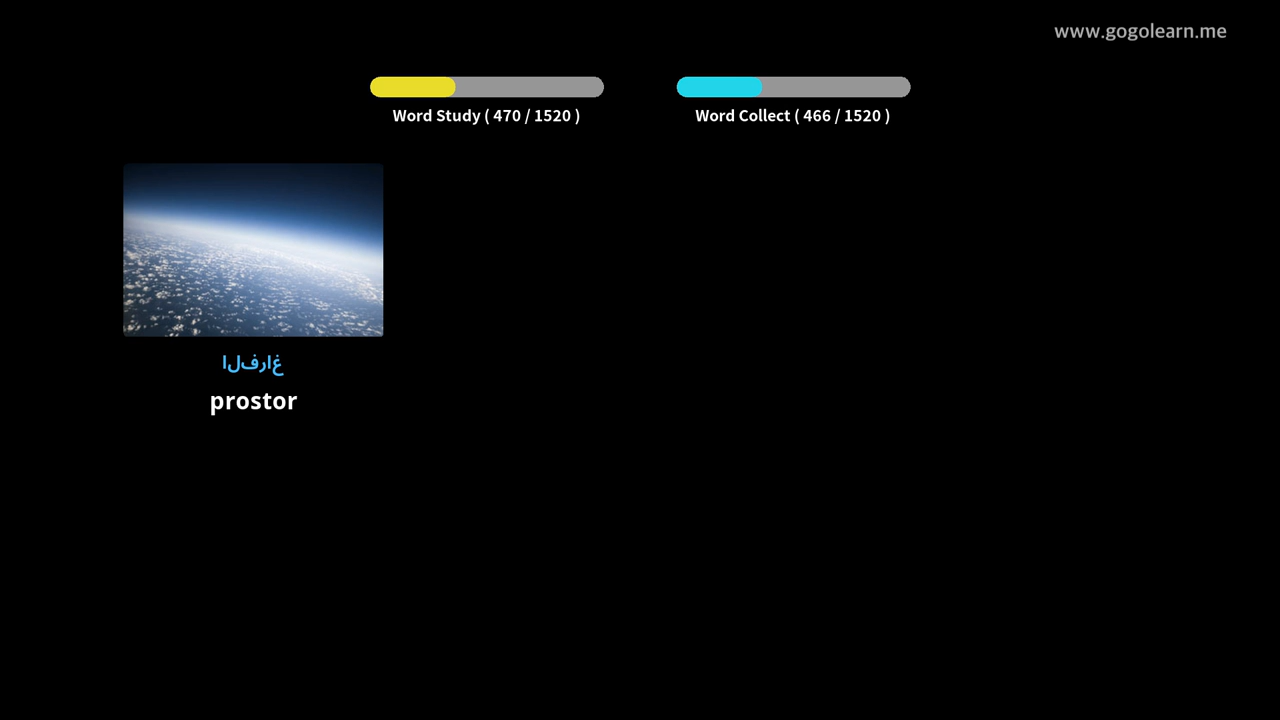 www.gogolearn.me
Word Study ( 470 / 1520 )
Word Collect ( 466 / 1520 )
الفراغ
prostor